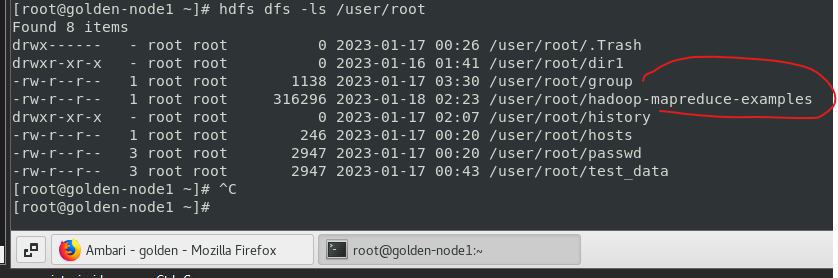 [root@golden-node1 ~]# hdfs dfs -ls /user/root
Found 8 items
drwx------   - root root          0 2023-01-17 00:26 /user/root/.Trash
drwxr-xr-x   - root root          0 2023-01-16 01:41 /user/root/dir1
-rw-r--r--   1 root root       1138 2023-01-17 03:30 /user/root/group
-rw-r--r--   1 root root     316296 2023-01-18 02:23 /user/root/hadoop-mapreduce-examples
drwxr-xr-x   - root root          0 2023-01-17 02:07 /user/root/history
-rw-r--r--   1 root root        246 2023-01-17 00:20 /user/root/hosts
-rw-r--r--   3 root root       2947 2023-01-17 00:20 /user/root/passwd
-rw-r--r--   3 root root       2947 2023-01-17 00:43 /user/root/test_data
[root@golden-node1 ~]# ^C
[root@golden-node1 ~]#
Ambari - golden - Mozilla Firefox
root@golden-node1:~